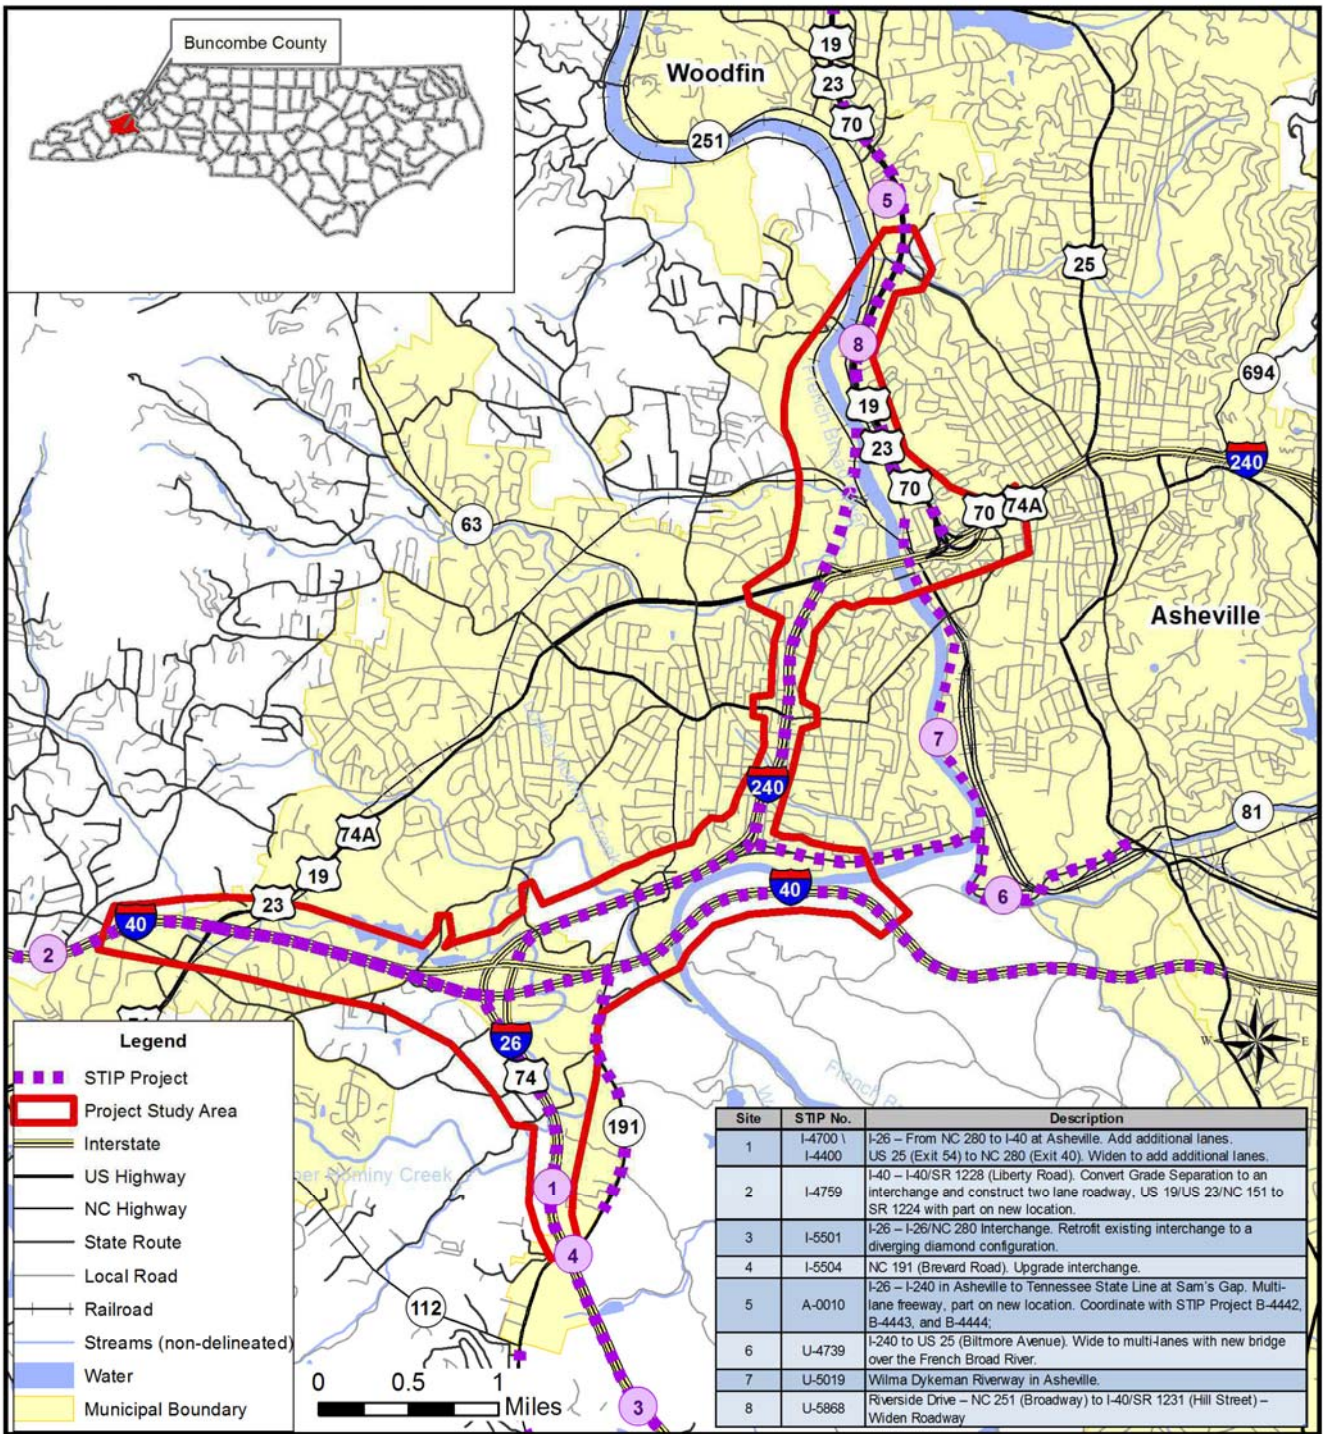 Buncombe County
19
Woodfin
23
70
251
5
25
8
694
19
23
240
70
70
74A
63
Asheville
7
240
81
74A
19
40
23
6
40
2
26
74
191
1
4
112
3
W
E
Legend
STIP Project
Project Study Area
Interstate
US Highway
NC Highway
State Route
Local Road
Railroad
Streams (non-delineated)
Water
Municipal Boundary
Hominy Creek
0 0.5 1
Miles
Site STIP No. Description
1 I-4700 \ I-26 – From NC 280 to I-40 at Asheville. Add additional lanes.
I-4400 US 25 (Exit 54) to NC 280 (Exit 40). Widen to add additional lanes.
2 I-4759 I-40 – I-40/SR 1228 (Liberty Road). Convert Grade Separation to an
interchange and construct two lane roadway, US 19/US 23/NC 151 to
SR 1224 with part on new location.
3 I-5501 I-26 – I-26/NC 280 Interchange. Retrofit existing interchange to a
diverging diamond configuration.
4 I-5504 NC 191 (Brevard Road). Upgrade interchange.
5 A-0010 I-26 – I-240 in Asheville to Tennessee State Line at Sam's Gap. Multi-
lane freeway, part on new location. Coordinate with STIP Project B-4442,
B-4443, and B-4444;
6 U-4739 I-240 to US 25 (Biltmore Avenue). Wide to multi-lanes with new bridge
over the French Broad River.
7 U-5019 Wilma Dykeman Riverway in Asheville.
8 U-5868 Riverside Drive – NC 251 (Broadway) to I-40/SR 1231 (Hill Street) –
Widen Roadway